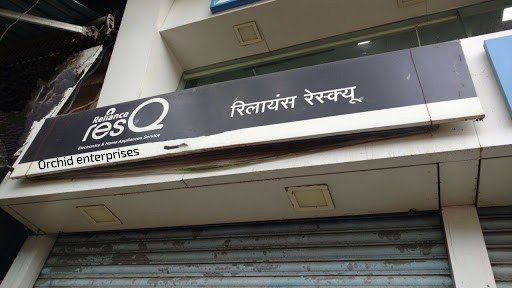 Reliance
resQ
Electronics & Home Appliances Service
रिलायंस रेस्क्यू
Orchid enterprises